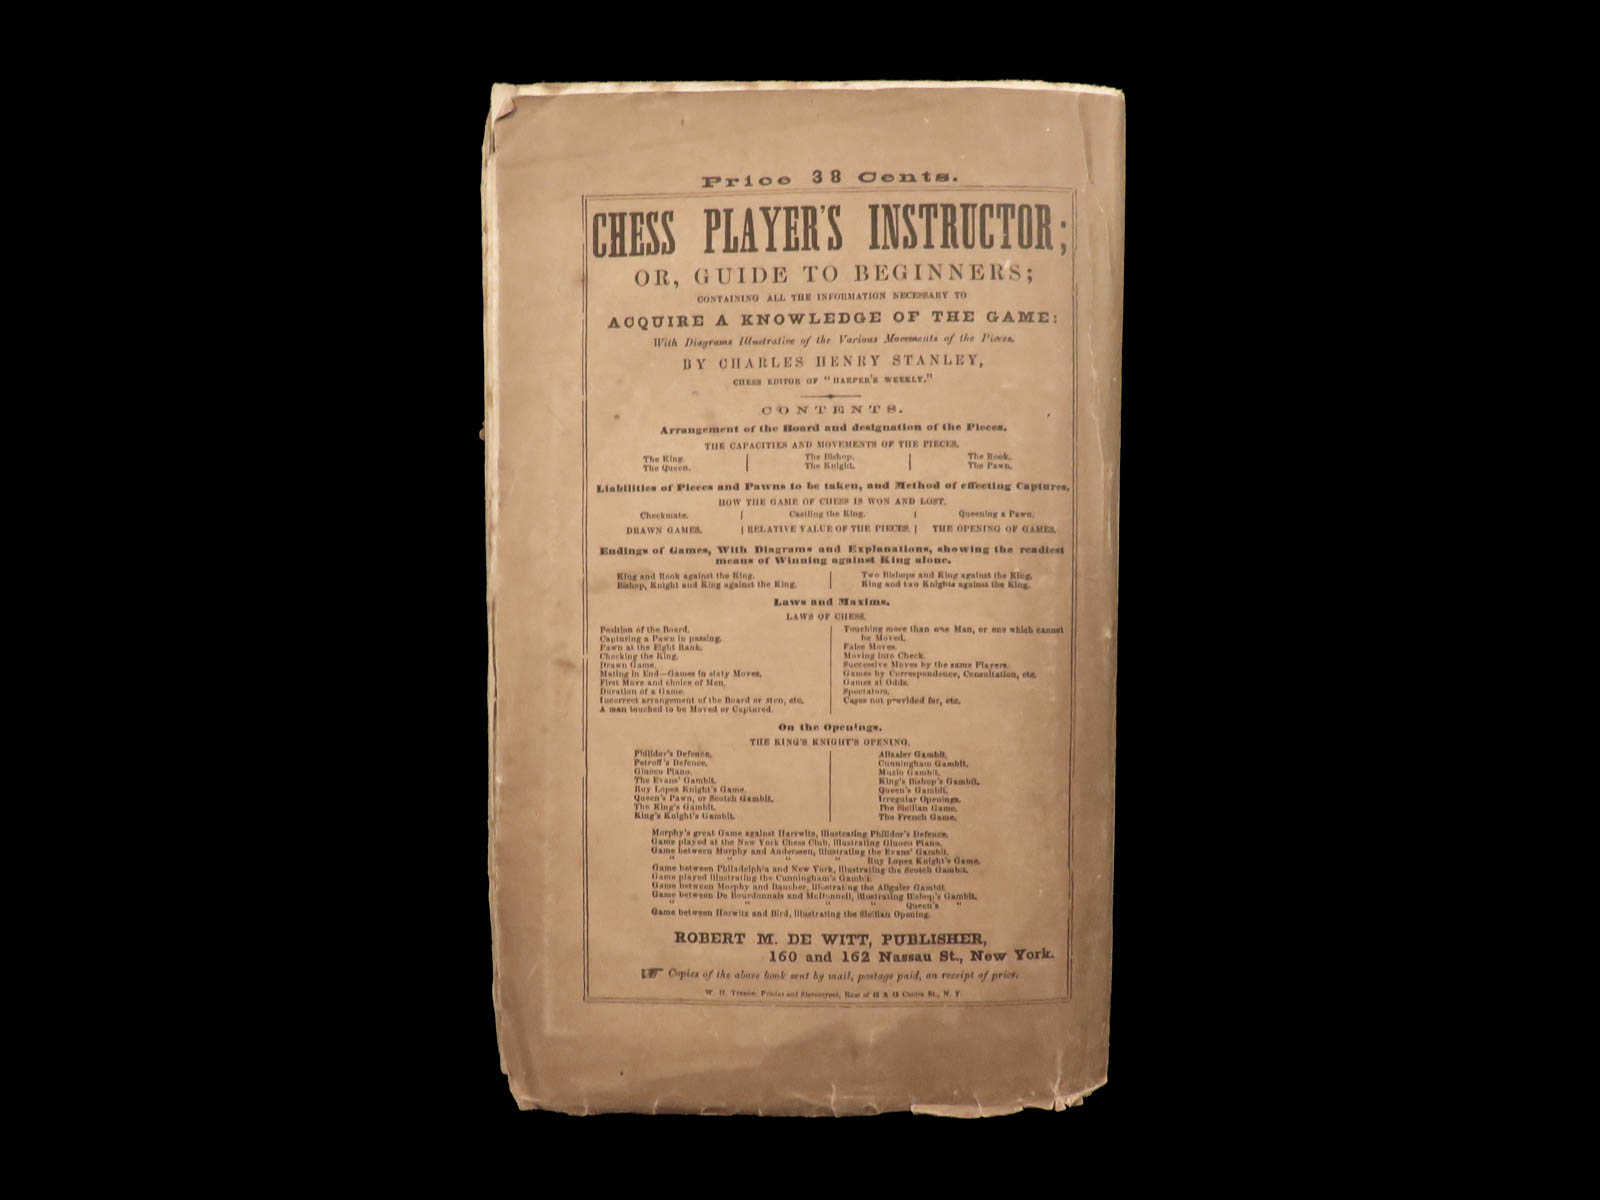 Price 38 Cents.
CHESS PLAYER'S INSTRUCTOR;
OR, GUIDE TO BEGINNERS;
CONTAINING ALL THE INFORMATION NECESSARY TO
ACQUIRE A KNOWLEDGE OF THE GAME:
With Diagrams Illustrative of the Various Movements of the Pieces.
BY CHARLES HENRY STANLEY,
CHESS EDITOR OF "HARPER'S WEEKLY."
CONTENTS.
Arrangement of the Board and designation of the Pieces.
THE CAPACITIES AND MOVEMENTS OF THE PIECES.
The King. The Bishop. The Rook.
The Queen. The Knight. The Pawn.
Liabilities of Pieces and Pawns to be taken, and Method of effecting Captures.
HOW THE GAME OF CHESS IS WON AND LOST.
Checkmate. Castling the King. Queening a Pawn.
DRAWN GAMES. RELATIVE VALUE OF THE PIECES. THE OPENING OF GAMES.
Endings of Games, With Diagrams and Explanations, showing the readiest
means of Winning against King alone.
King and Rook against the King. Two Bishops and King against the King.
Bishop, Knight and King against the King. King and two Knights against the King.
Laws and Maxims.
LAWS OF CHESS.
Position of the Board.
Capturing a Pawn in passing.
Pawn at the Eight Rank.
Checking the King.
Drawn Game.
Mating in End—Games in sixty Moves.
First Move and choice of Men.
Duration of a Game.
Incorrect arrangement of the Board or Men, etc.
A man touched to be Moved or Captured.
Touching more than one Man, or one which cannot
be Moved.
False Moves.
Moving into Check.
Successive Moves by the same Players.
Games by Correspondence, Consultation, etc.
Games at Odds.
Spectators.
Cases not provided for, etc.
On the Openings.
THE KING'S KNIGHT'S OPENING.
Philidor's Defence.
Petroff's Defence.
Giuoco Piano.
The Evans' Gambit.
Ruy Lopes Knight's Game.
Queen's Pawn, or Scotch Gambit.
The King's Gambit.
King's Knight's Gambit.
Allgaier Gambit.
Cunningham Gambit.
Muzio Gambit.
King's Bishop's Gambit.
Queen's Gambit.
Irregular Openings.
The Sicilian Game.
The French Game.
Morphy's great Game against Harrwitz, illustrating Philidor's Defence.
Game played at the New York Chess Club, illustrating Giuoco Piano.
Game between Morphy and Anderssen, illustrating the Evans' Gambit.
" " " " Ruy Lopes Knight's Game.
Game between Philadelphia and New York, illustrating the Scotch Gambit.
Game played illustrating the Cunningham's Gambit.
Game between Morphy and Baucher, illustrating the Allgaier Gambit.
Game between De Bourdonnais and McDonnell, illustrating Bishop's Gambit.
" " " " Queen's "
Game between Horwitz and Bird, illustrating the Sicilian Opening.
ROBERT M. DE WITT, PUBLISHER,
160 and 162 Nassau St., New York.
☞ Copies of the above book sent by mail, postage paid, on receipt of price.
W. H. Tinson, Printer and Stereotyper, Rear of Centre St., N. Y.